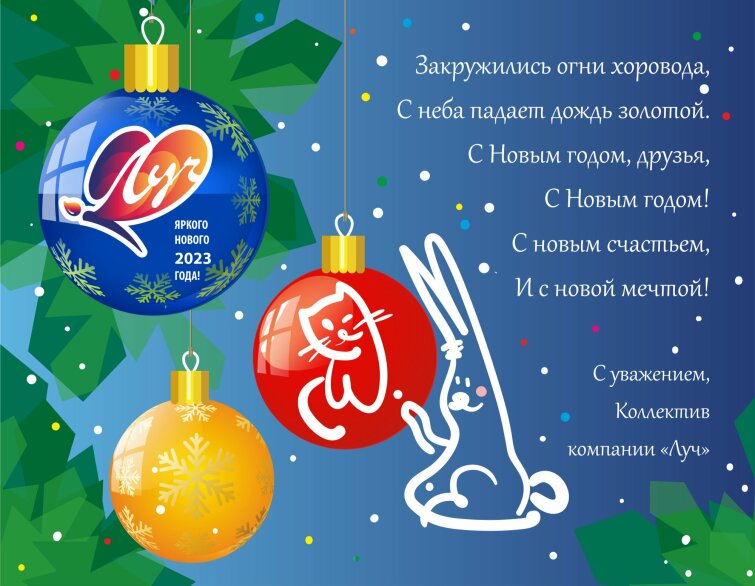 Луч
ЯРКОГО
НОВОГО
2023
ГОДА!
Закружились огни хоровода,
С неба падает дождь золотой.
С Новым годом, друзья,
С Новым годом!
С новым счастьем,
И с новой мечтой!
С уважением,
Коллектив
компании «Луч»